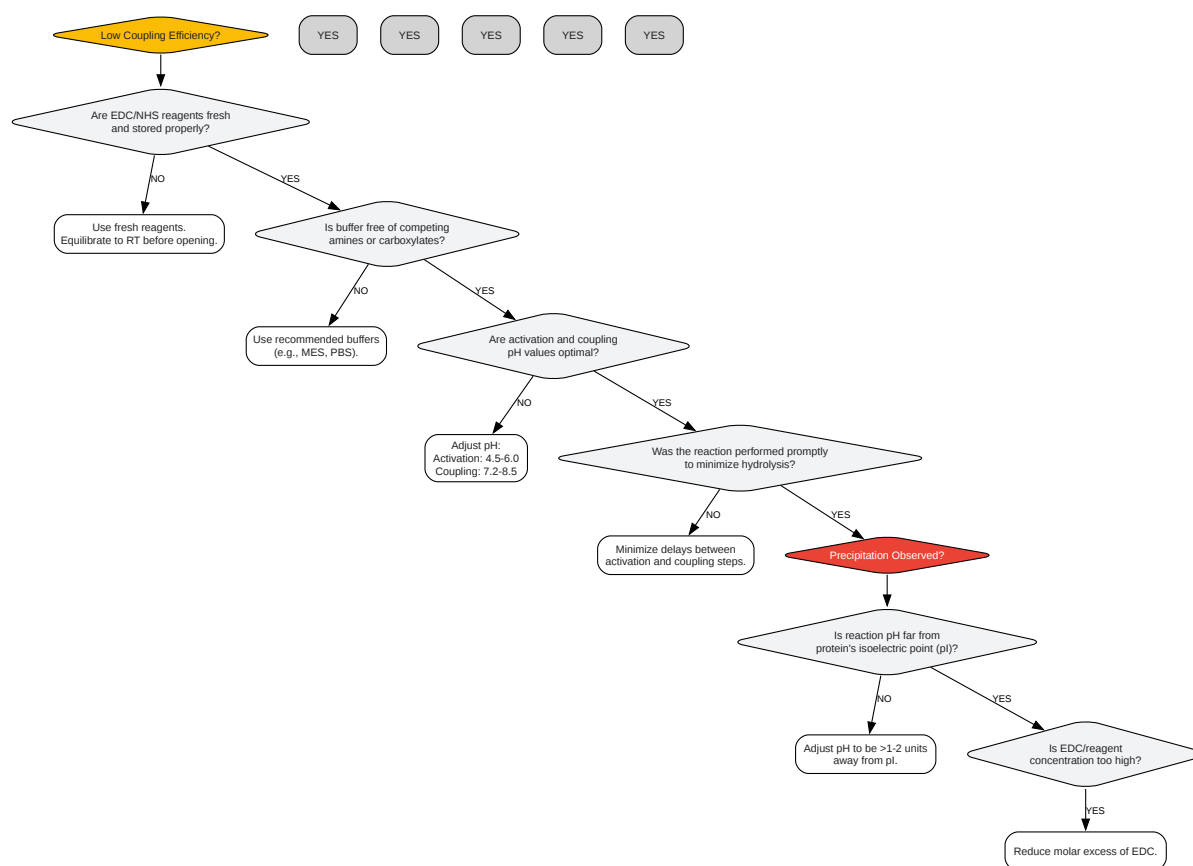 Low Coupling Efficiency?
YES
YES
YES
YES
YES
Are EDC/NHS reagents fresh
and stored properly?
NO
YES
Use fresh reagents.
Equilibrate to RT before opening.
Is buffer free of competing
amines or carboxylates?
NO
YES
Use recommended buffers
(e.g., MES, PBS).
Are activation and coupling
pH values optimal?
NO
YES
Adjust pH:
Activation: 4.5-6.0
Coupling: 7.2-8.5
Was the reaction performed promptly
to minimize hydrolysis?
NO
YES
Minimize delays between
activation and coupling steps.
Precipitation Observed?
Is reaction pH far from
protein's isoelectric point (pI)?
NO
YES
Adjust pH to be >1-2 units
away from pI.
Is EDC/reagent
concentration too high?
YES
Reduce molar excess of EDC.